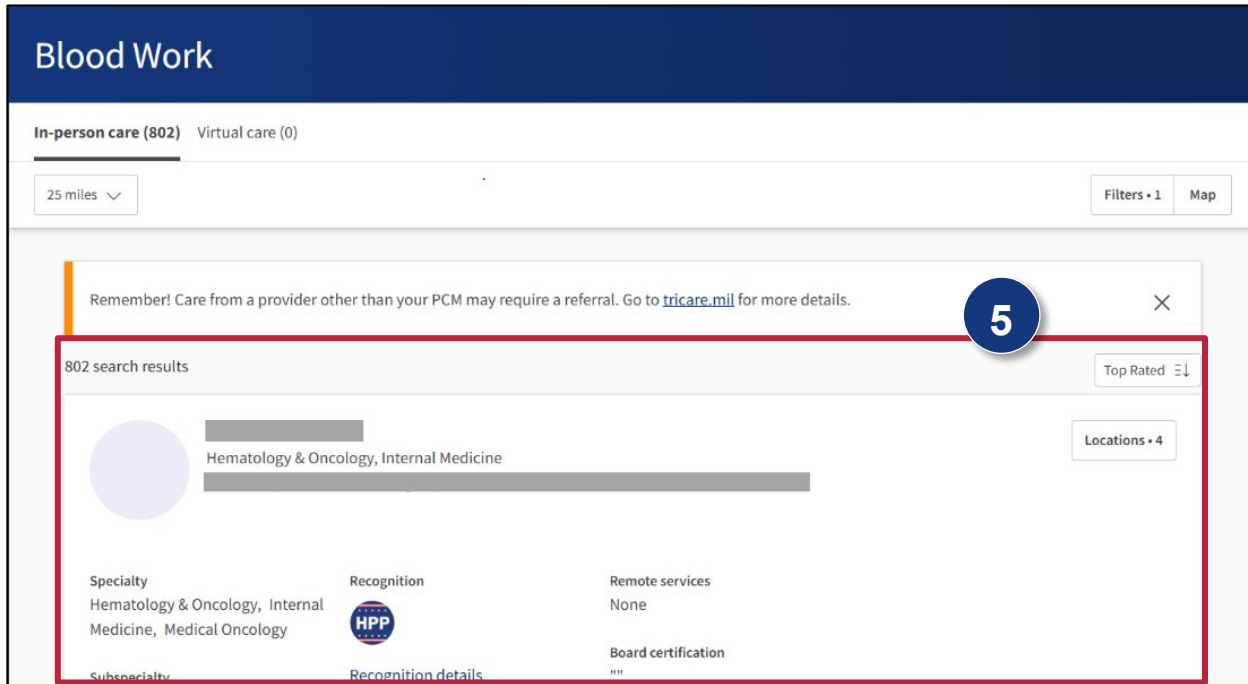 Blood Work
In-person care (802) Virtual care (0)
25 miles
Filters • 1 Map
Remember! Care from a provider other than your PCM may require a referral. Go to tricare.mil for more details.
5
802 search results
Top Rated
Locations • 4
Hematology & Oncology, Internal Medicine
Specialty
Hematology & Oncology, Internal
Medicine, Medical Oncology
Subspecialty
Recognition
HPP
Recognition details
Remote services
None
Board certification
""